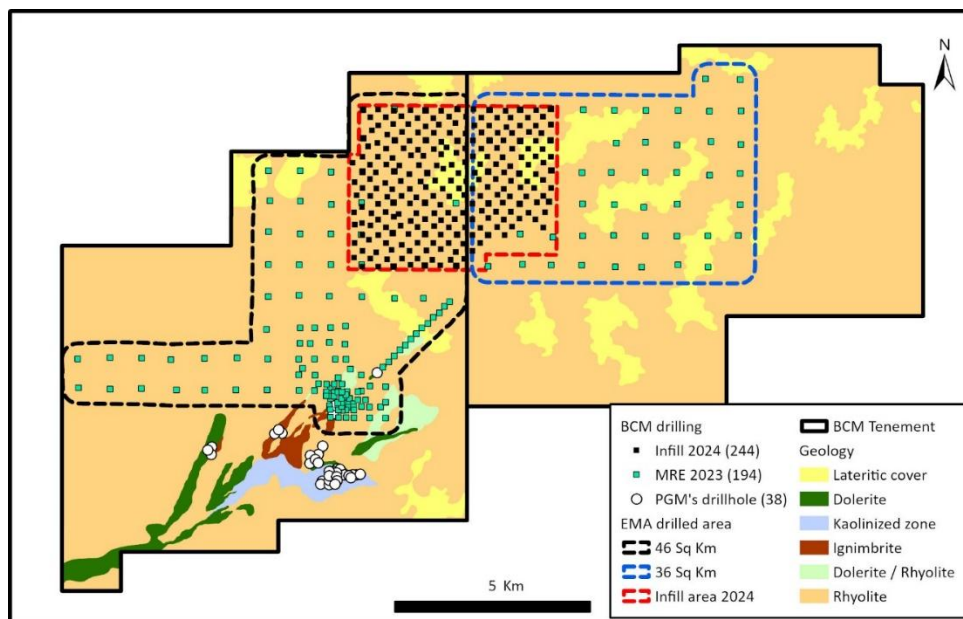 N
BCM drilling
Infill 2024 (244)
MRE 2023 (194)
PGM's drillhole (38)
EMA drilled area
46 Sq Km
36 Sq Km
Infill area 2024
BCM Tenement
Geology
Lateritic cover
Dolerite
Kaolinized zone
Ignimbrite
Dolerite / Rhyolite
Rhyolite
5 Km